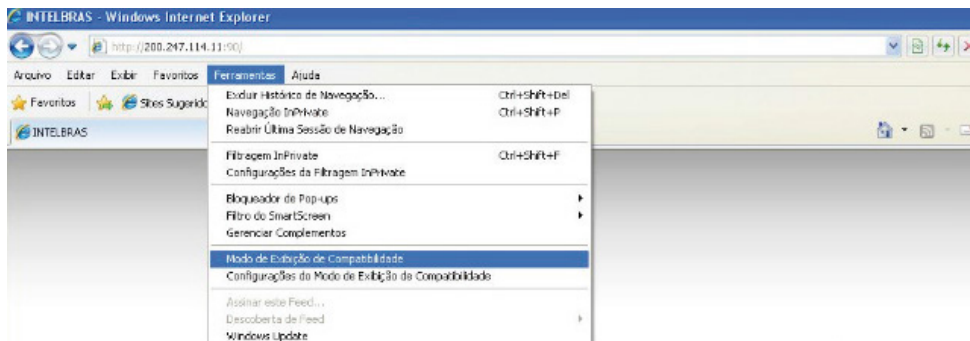 INTELBRAS - Windows Internet Explorer
http://200.247.114.11:90/
Arquivo Editar Exibir Favoritos Ferramentas Ajuda
Favoritos Sites Sugerido
INTELBRAS
Excluir Histórico de Navegação... Ctrl+Shift+Del
Navegação InPrivate Ctrl+Shift+P
Reabrir Última Sessão de Navegação
Filtragem InPrivate Ctrl+Shift+F
Configurações da Filtragem InPrivate
Bloqueador de Pop-ups
Filtro do SmartScreen
Gerenciar Complementos
Modo de Exibição de Compatibilidade
Configurações do Modo de Exibição de Compatibilidade
Assinar este Feed...
Descoberta de Feed
Windows Update